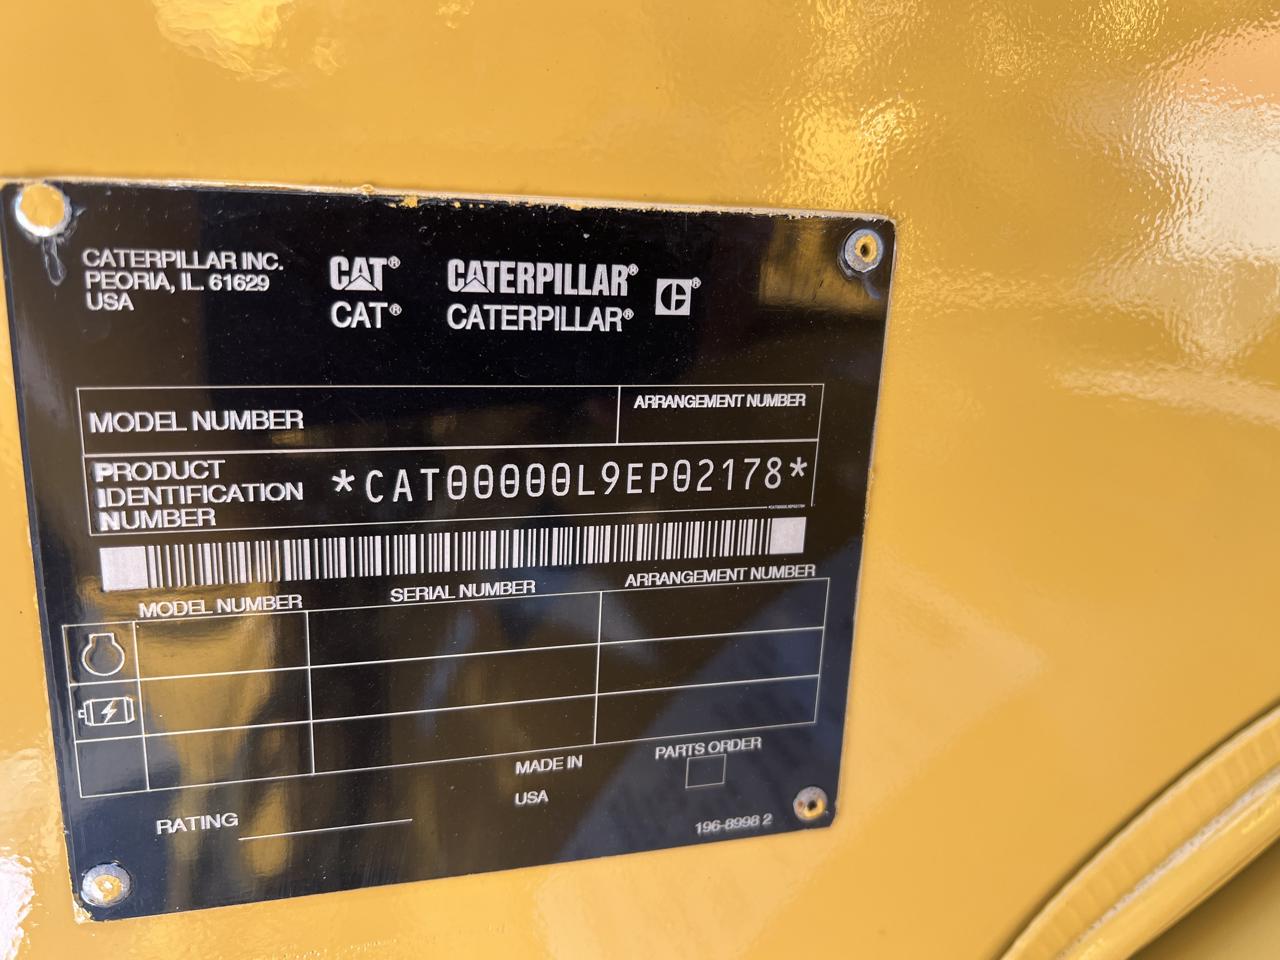 CATERPILLAR INC.
PEORIA, IL. 61629
USA
CAT® CATERPILLAR® C®
CAT® CATERPILLAR®
MODEL NUMBER
ARRANGEMENT NUMBER
PRODUCT
IDENTIFICATION
NUMBER
*CAT00000L9EP02178*
MODEL NUMBER SERIAL NUMBER ARRANGEMENT NUMBER
MADE IN
USA
PARTS ORDER
RATING
196-8998 2